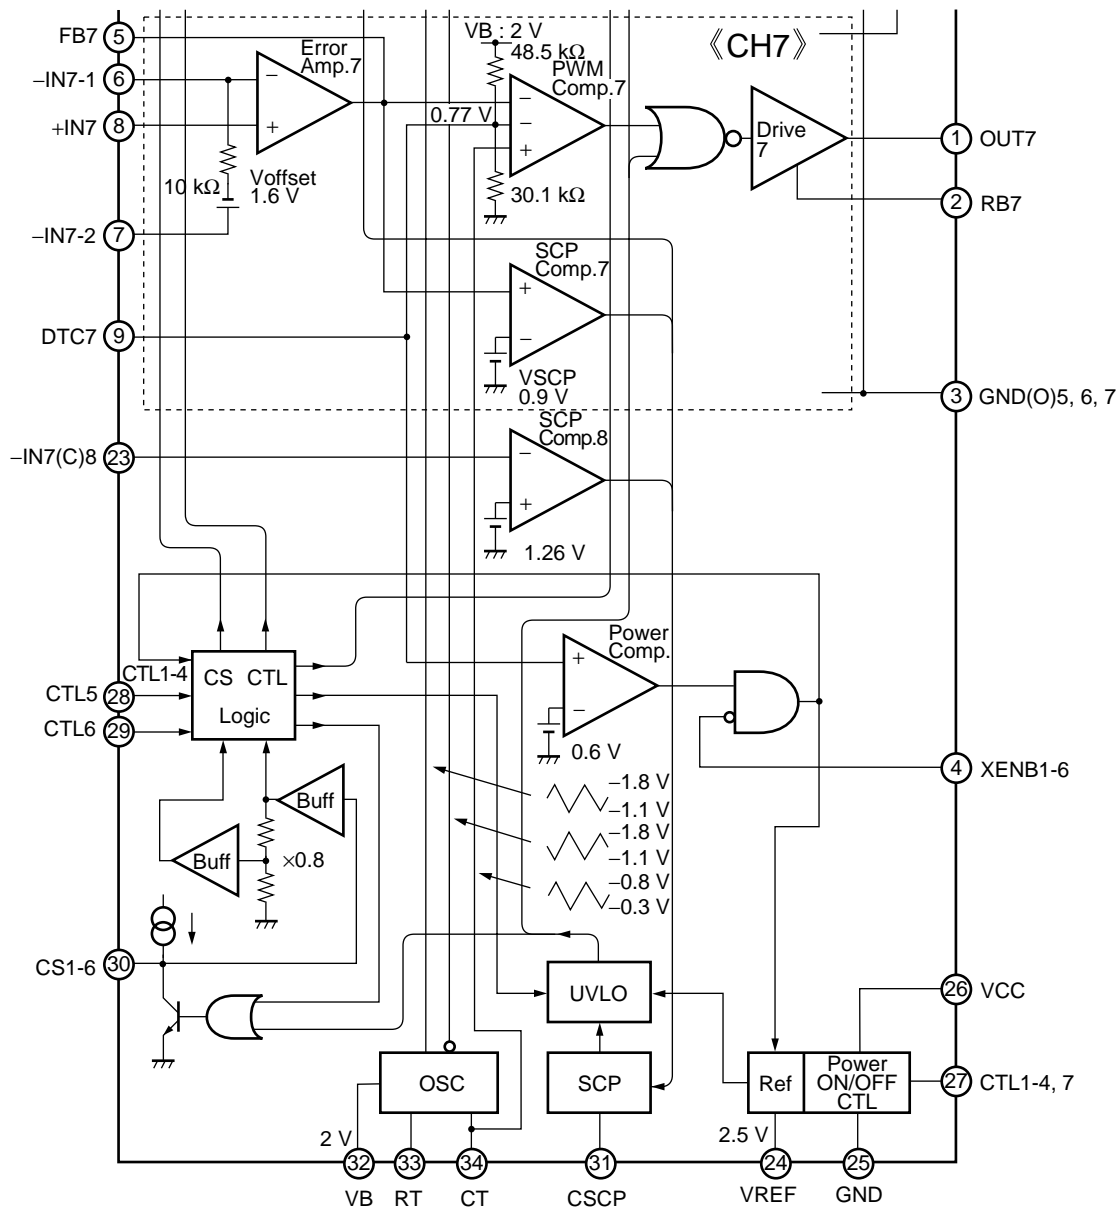 FB7 5
VB : 2 V
《CH7》
Error
Amp.7
48.5 kΩ
PWM
Comp.7
–IN7-1 6
−
−
0.77 V
−
+IN7 8
+
+
Drive
7
1 OUT7
10 kΩ
Voffset
1.6 V
30.1 kΩ
2 RB7
–IN7-2 7
SCP
Comp.7
+
DTC7 9
−
VSCP
0.9 V
3 GND(O)5, 6, 7
SCP
Comp.8
–IN7(C)8 23
−
+
1.26 V
Power
Comp.
CTL1-4
CS CTL
+
CTL5 28
Logic
−
CTL6 29
0.6 V
4 XENB1-6
Buff
–1.8 V
–1.1 V
–1.8 V
Buff
×0.8
–1.1 V
–0.8 V
–0.3 V
CS1-6 30
UVLO
26 VCC
OSC
SCP
Ref
Power
ON/OFF
CTL
27 CTL1-4, 7
2 V
2.5 V
32 33 34 31 24 25
VB RT CT CSCP VREF GND